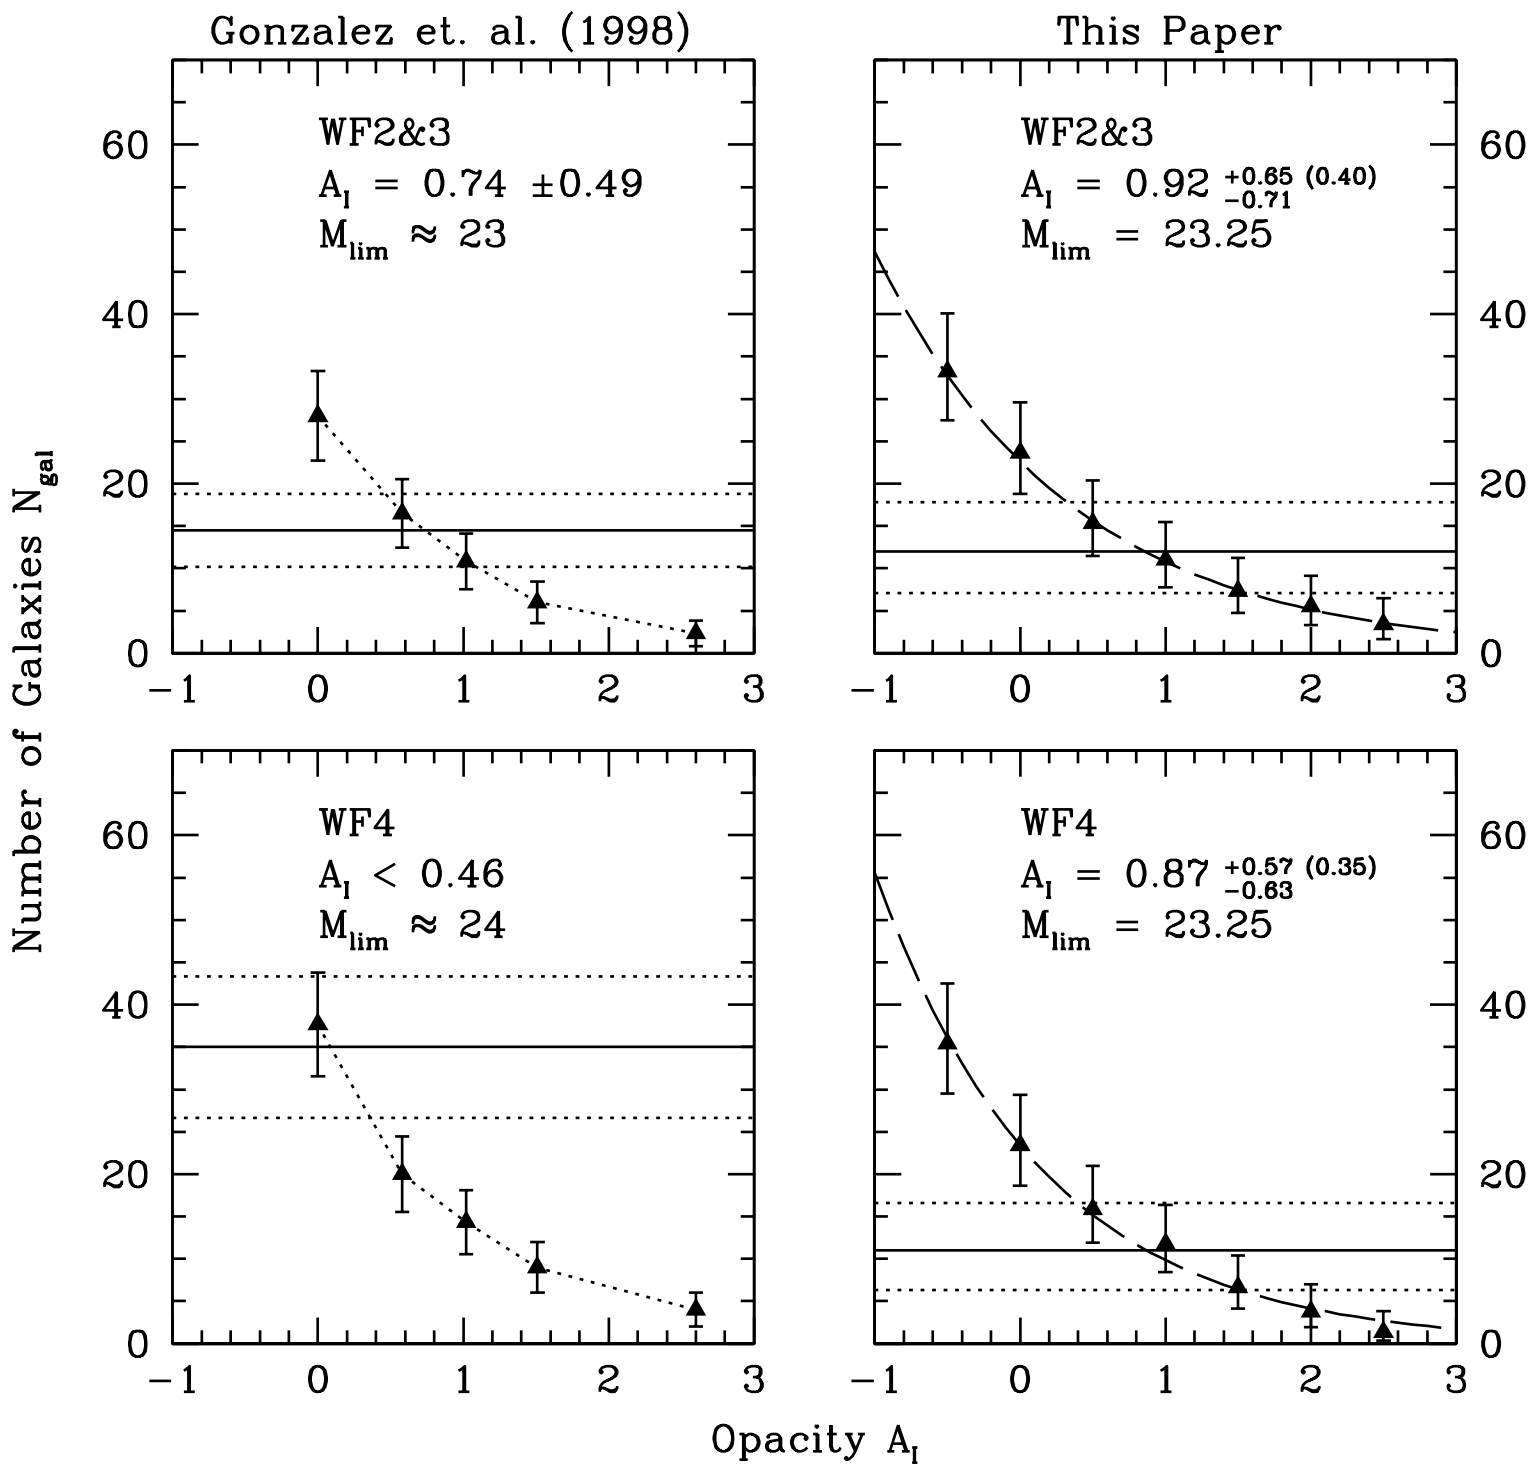 Gonzalez et. al. (1998)
This Paper
WF2&3
A_I = 0.74 ±0.49
M_lim ≈ 23
60
40
20
0
−1 0 1 2 3
WF2&3
A_I = 0.92 +0.65 (0.40)
−0.71
M_lim = 23.25
60
40
20
0
−1 0 1 2 3
Number of Galaxies N_gal
WF4
A_I < 0.46
M_lim ≈ 24
60
40
20
0
−1 0 1 2 3
WF4
A_I = 0.87 +0.57 (0.35)
−0.63
M_lim = 23.25
60
40
20
0
−1 0 1 2 3
Opacity A_I